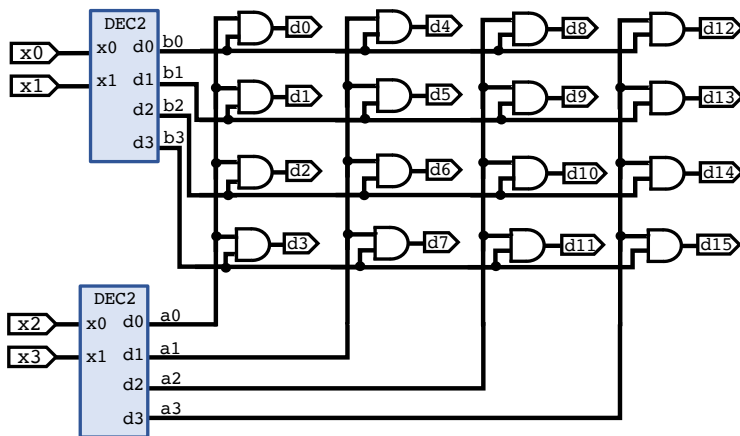 DEC2
x0 x0 d0 b0 d0 d4 d8 d12
x1 x1 d1 b1 d1 d5 d9 d13
d2 b2
d3 b3 d2 d6 d10 d14
d3 d7 d11 d15
DEC2
x2 x0 d0 a0
x3 x1 d1 a1
d2 a2
d3 a3